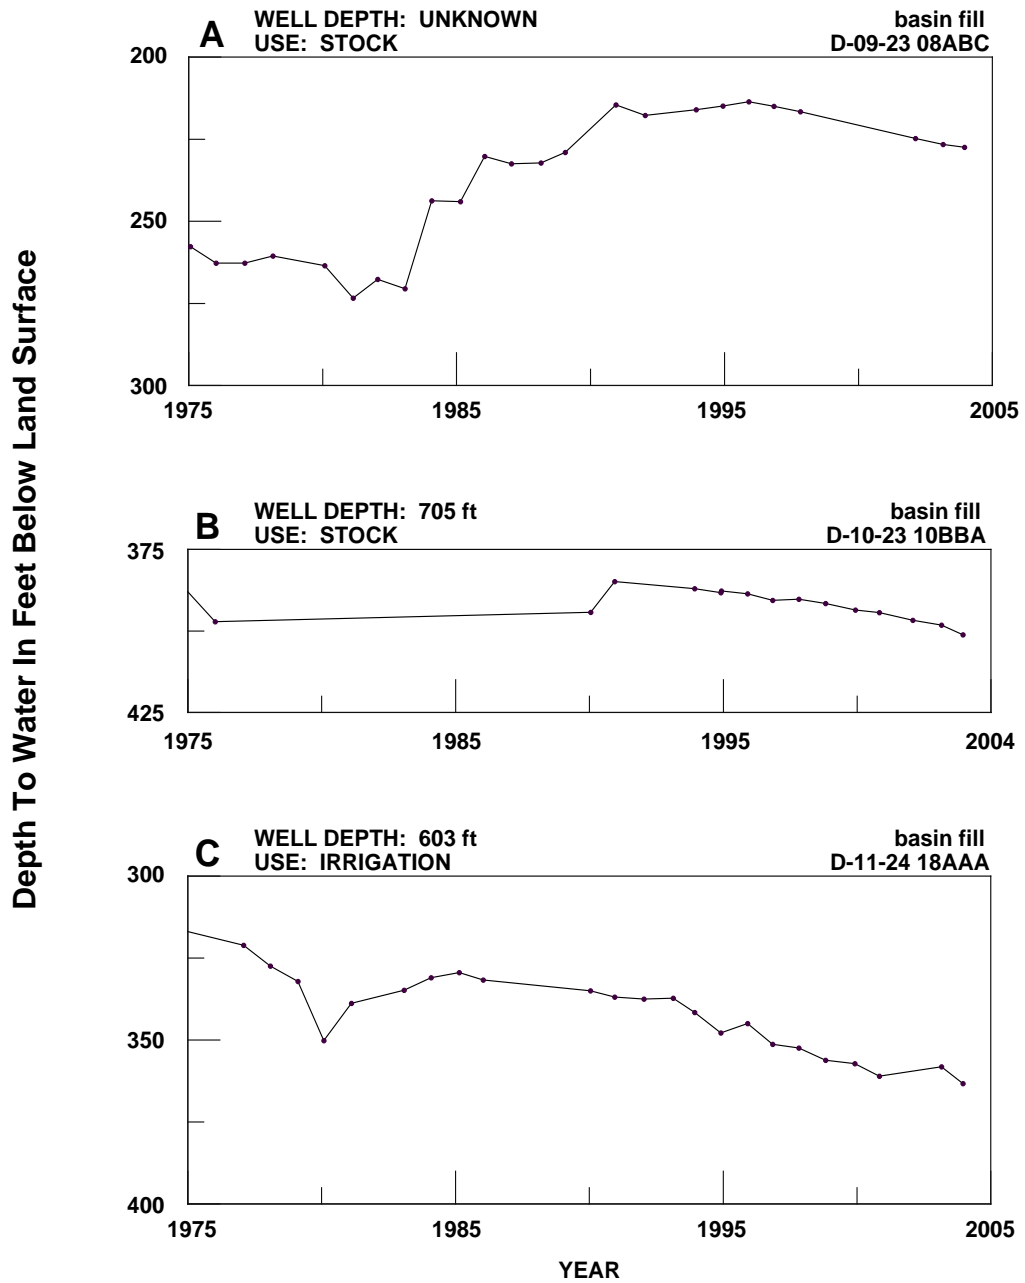 Depth To Water In Feet Below Land Surface
A
WELL DEPTH:  UNKNOWN
USE:  STOCK
basin fill
D-09-23 08ABC
200
250
300
1975
1985
1995
2005
B
WELL DEPTH:  705 ft
USE:  STOCK
basin fill
D-10-23 10BBA
375
425
1975
1985
1995
2004
C
WELL DEPTH:  603 ft
USE:  IRRIGATION
basin fill
D-11-24 18AAA
300
350
400
1975
1985
1995
2005
YEAR